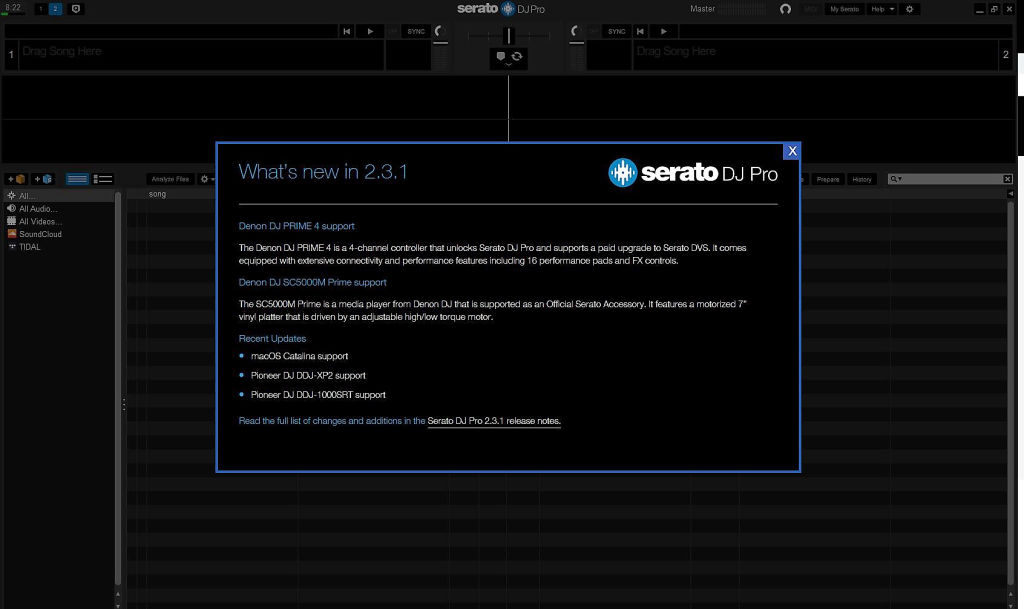 8:22
1
2
serato DJ Pro
Master
My Serato
Help
SYNC
SYNC
1
Drag Song Here
Drag Song Here
2
What's new in 2.3.1
serato DJ Pro
X
Analyze Files
Prepare
History
song
All...
All Audio...
All Videos...
SoundCloud
TIDAL
Denon DJ PRIME 4 support
The Denon DJ PRIME 4 is a 4-channel controller that unlocks Serato DJ Pro and supports a paid upgrade to Serato DVS. It comes
equipped with extensive connectivity and performance features including 16 performance pads and FX controls.
Denon DJ SC5000M Prime support
The SC5000M Prime is a media player from Denon DJ that is supported as an Official Serato Accessory. It features a motorized 7"
vinyl platter that is driven by an adjustable high/low torque motor.
Recent Updates
macOS Catalina support
Pioneer DJ DDJ-XP2 support
Pioneer DJ DDJ-1000SRT support
Read the full list of changes and additions in the Serato DJ Pro 2.3.1 release notes.